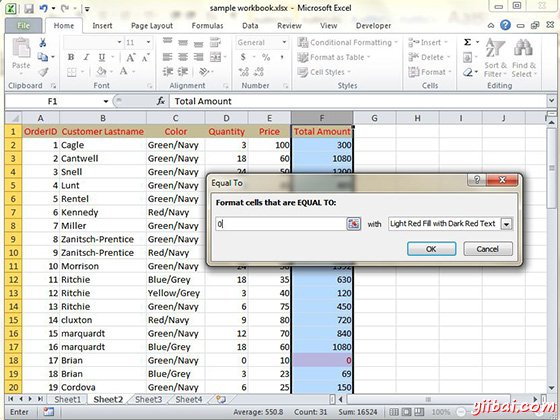 sample workbook.xlsx - Microsoft Excel
File Home Insert Page Layout Formulas Data Review View
Calibri 11
General
Conditional Formatting
Format as Table
Cell Styles
Insert
Delete
Format
Paste
Clipboard Font Alignment Number Styles Cells Editing
F1 fx Total Amount
A B C D E F G H I
1 OrderID Customer Lastname Color Quantity Price Total Amount
2 1 Cagle Green/Navy 3 100 300
3 2 Cantwell Green/Navy 18 60 1080
4 3 Snell Green/Navy 24 50 1200
5 4 Lunt Green/Navy
6 5 Rentel Green/Navy
7 6 Kennedy Red/Navy
8 7 Miller Green/Navy
9 8 Zanitsch-Prentice Green/Navy
10 9 Zanitsch-Prentice Red/Navy
11 10 Morrison Green/Navy
12 11 Ritchie Blue/Grey 18 35 630
13 12 Ritchie Yellow/Grey 3 40 120
14 13 Ritchie Green/Navy 6 75 450
15 14 cluxton Red/Navy 9 80 720
16 15 marquardt Green/Navy 12 70 840
17 16 marquardt Blue/Grey 18 60 1080
18 17 Brian Green/Navy 0 10 0
19 18 Brian Blue/Grey 3 23 69
20 19 Cordova Green/Navy 6 25 150
Equal To
Format cells that are EQUAL TO:
0 with Light Red Fill with Dark Red Text
OK Cancel
Sheet1 Sheet2 Sheet3 Sheet4
Enter Average: 550.8 Count: 31 Sum: 16524
yiibai.com